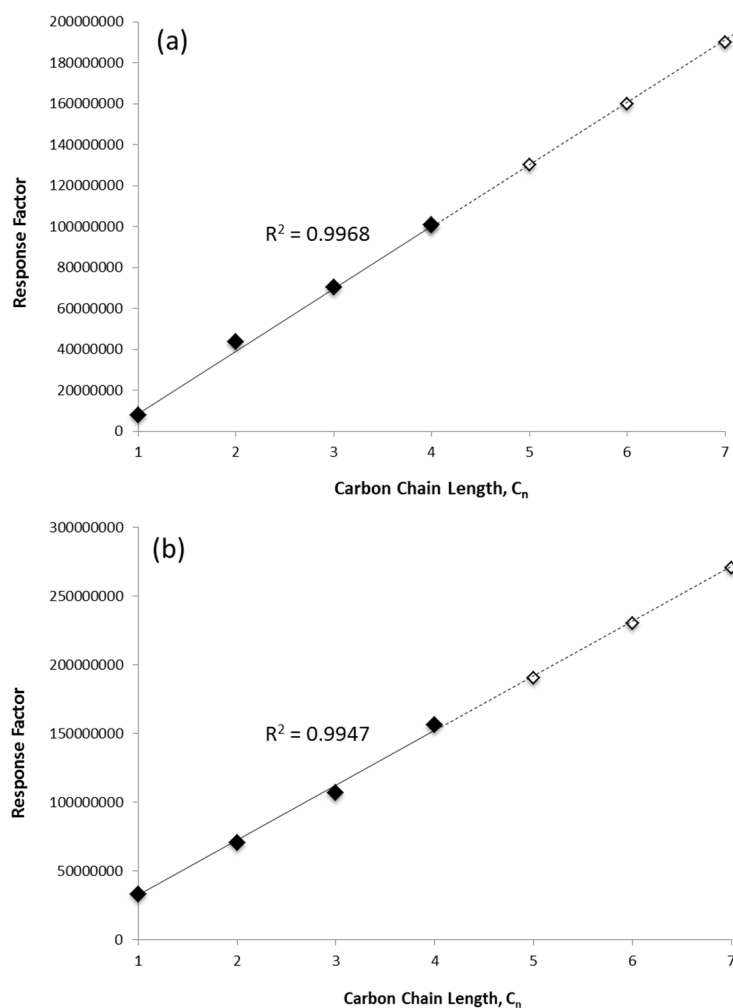 (a)
200000000
180000000
160000000
140000000
120000000
100000000
80000000
60000000
40000000
20000000
0
Response Factor
R² = 0.9968
1 2 3 4 5 6 7
Carbon Chain Length, Cₙ
(b)
300000000
250000000
200000000
150000000
100000000
50000000
0
Response Factor
R² = 0.9947
1 2 3 4 5 6 7
Carbon Chain Length, Cₙ